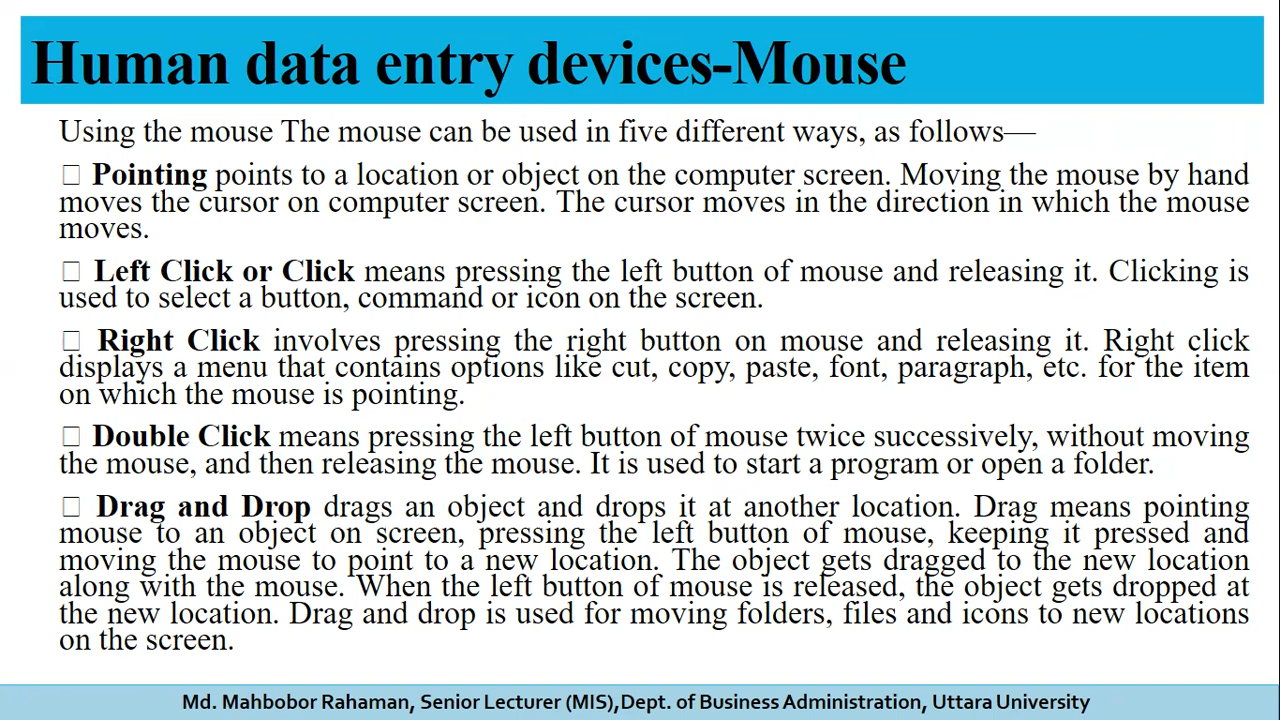 Human data entry devices-Mouse
Using the mouse The mouse can be used in five different ways, as follows—
□ Pointing points to a location or object on the computer screen. Moving the mouse by hand
moves the cursor on computer screen. The cursor moves in the direction in which the mouse
moves.
□ Left Click or Click means pressing the left button of mouse and releasing it. Clicking is
used to select a button, command or icon on the screen.
□ Right Click involves pressing the right button on mouse and releasing it. Right click
displays a menu that contains options like cut, copy, paste, font, paragraph, etc. for the item
on which the mouse is pointing.
□ Double Click means pressing the left button of mouse twice successively, without moving
the mouse, and then releasing the mouse. It is used to start a program or open a folder.
□ Drag and Drop drags an object and drops it at another location. Drag means pointing
mouse to an object on screen, pressing the left button of mouse, keeping it pressed and
moving the mouse to point to a new location. The object gets dragged to the new location
along with the mouse. When the left button of mouse is released, the object gets dropped at
the new location. Drag and drop is used for moving folders, files and icons to new locations
on the screen.
Md. Mahbobor Rahaman, Senior Lecturer (MIS),Dept. of Business Administration, Uttara University